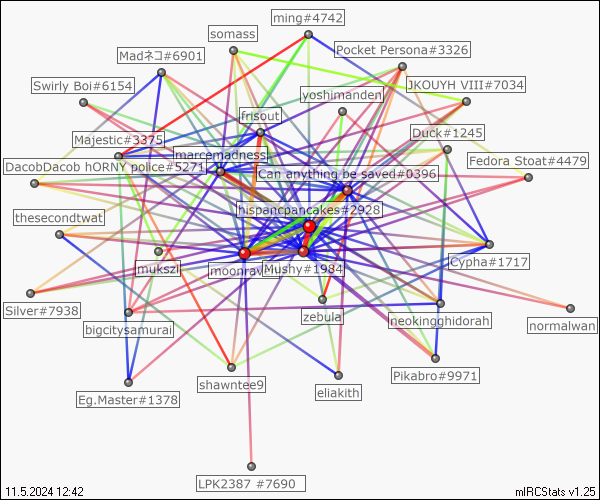 ming#4742
somass
Pocket Persona#3326
Madネコ#6901
JKOUYH VIII#7034
Swirly Boi#6154
yoshimanden
frisout
Duck#1245
Majestic#3375
marcemadness
Fedora Stoat#4479
DacobDacob hORNY police#5271
Can anything be saved#0396
hispancpancakes#2928
thesecondtwat
Cypha#1717
mukszi
moonrav
Mushy#1984
Silver#7938
zebula
neokingghidorah
bigcitysamurai
normalwan
Pikabro#9971
shawntee9
eliakith
Eg.Master#1378
LPK2387 #7690
11.5.2024 12:42
mIRCStats v1.25